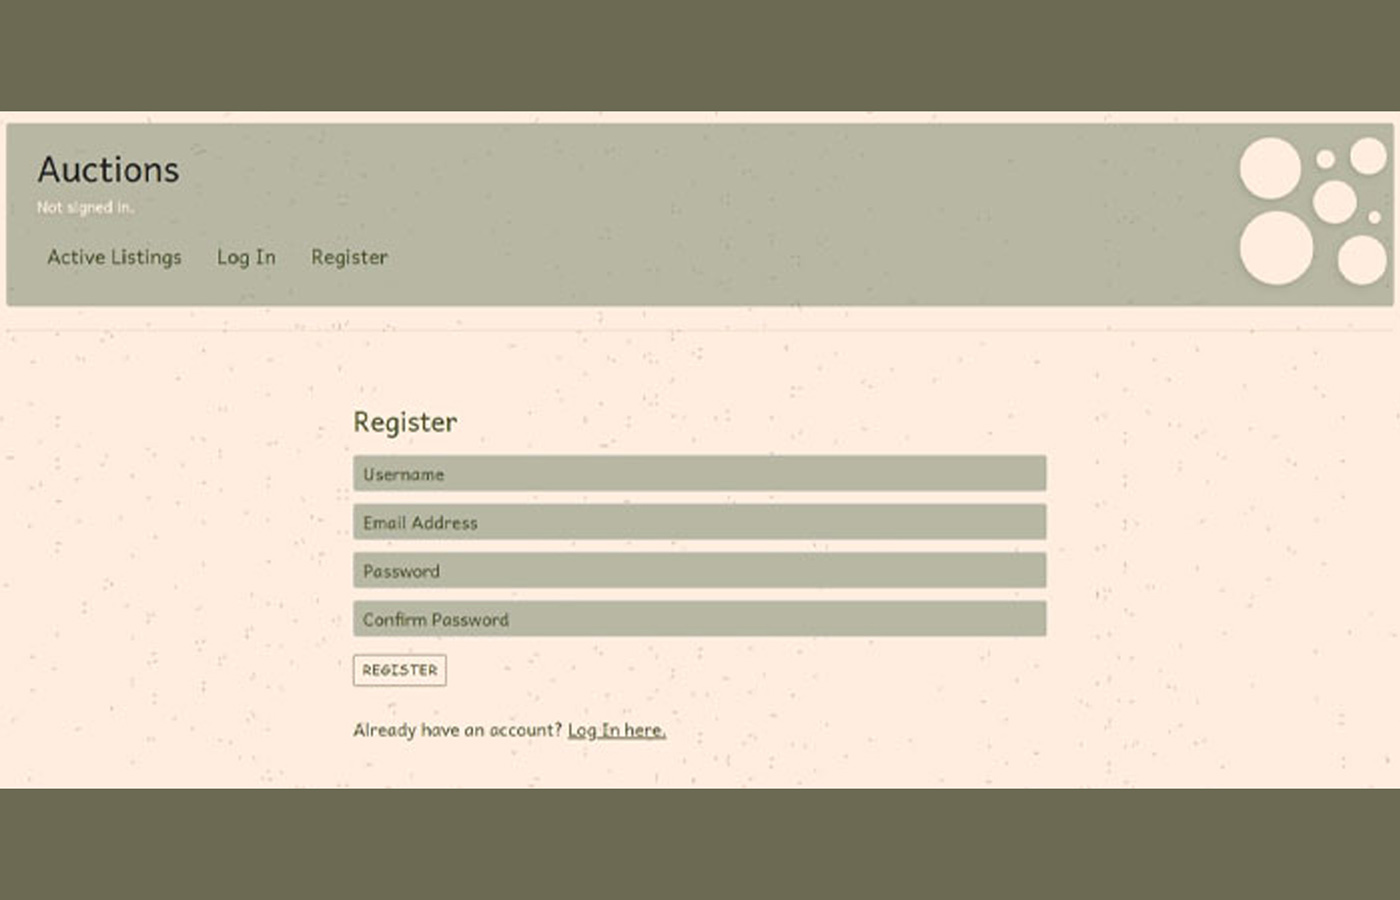 Auctions
Not signed in.
Active Listings Log In Register
Register
Username
Email Address
Password
Confirm Password
REGISTER
Already have an account? Log In here.